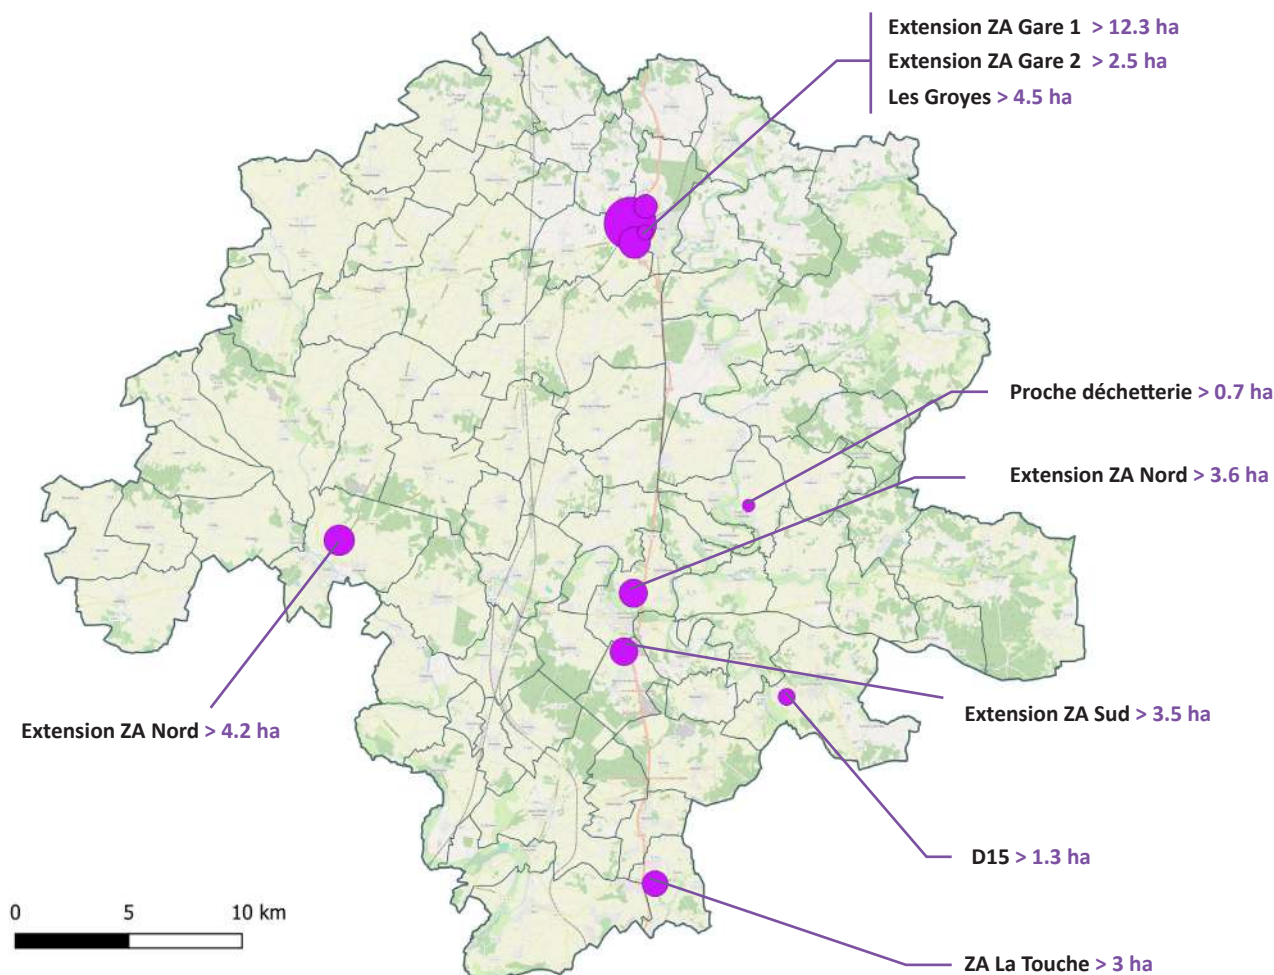 Extension ZA Gare 1 > 12.3 ha
Extension ZA Gare 2 > 2.5 ha
Les Groyes > 4.5 ha
Proche déchetterie > 0.7 ha
Extension ZA Nord > 3.6 ha
Extension ZA Nord > 4.2 ha
Extension ZA Sud > 3.5 ha
D15 > 1.3 ha
ZA La Touche > 3 ha
0 5 10 km